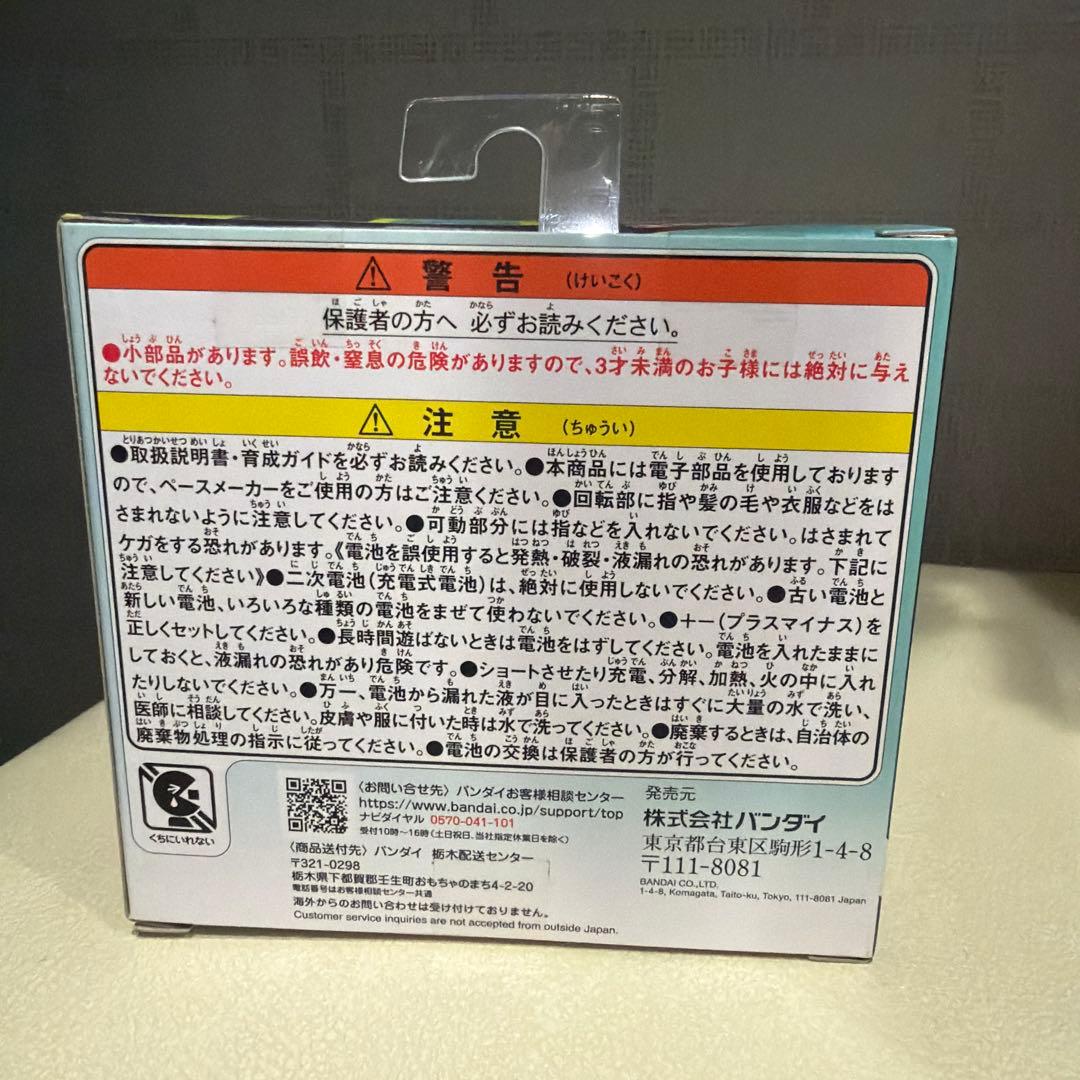 警告 (けいこく)
保護者の方へ 必ずお読みください。
●小部品があります。誤飲・窒息の危険がありますので、3才未満のお子様には絶対に与え
ないでください。
注意 (ちゅうい)
●取扱説明書・育成ガイドを必ずお読みください。●本商品には電子部品を使用しております
ので、ペースメーカーをご使用の方はご注意ください。●回転部に指や髪の毛や衣服などをは
さまれないように注意してください。●可動部分には指などを入れないでください。はさまれて
ケガをする恐れがあります。《電池を誤使用すると発熱・破裂・液漏れの恐れがあります。下記に
注意してください》●二次電池(充電式電池)は、絶対に使用しないでください。●古い電池と
新しい電池、いろいろな種類の電池をまぜて使わないでください。●+−(プラスマイナス)を
正しくセットしてください。●長時間遊ばないときは電池をはずしてください。電池を入れたままに
しておくと、液漏れの恐れがあり危険です。●ショートさせたり充電、分解、加熱、火の中に入れ
たりしないでください。●万一、電池から漏れた液が目に入ったときはすぐに大量の水で洗い、
医師に相談してください。皮膚や服に付いた時は水で洗ってください。●廃棄するときは、自治体の
廃棄物処理の指示に従ってください。●電池の交換は保護者の方が行ってください。
くちにいれない
〈お問い合せ先〉バンダイお客様相談センター
https://www.bandai.co.jp/support/top
ナビダイヤル 0570-041-101
受付10時〜16時(土日祝日、当社指定休業日を除く)
〈商品送付先〉バンダイ 栃木配送センター
〒321-0298
栃木県下都賀郡壬生町おもちゃのまち4-2-20
電話番号はお客様相談センター共通
海外からのお問い合わせは受け付けておりません。
Customer service inquiries are not accepted from outside Japan.
発売元
株式会社バンダイ
東京都台東区駒形1-4-8
〒111-8081
BANDAI CO.,LTD.
1-4-8, Komagata, Taito-ku, Tokyo, 111-8081 Japan